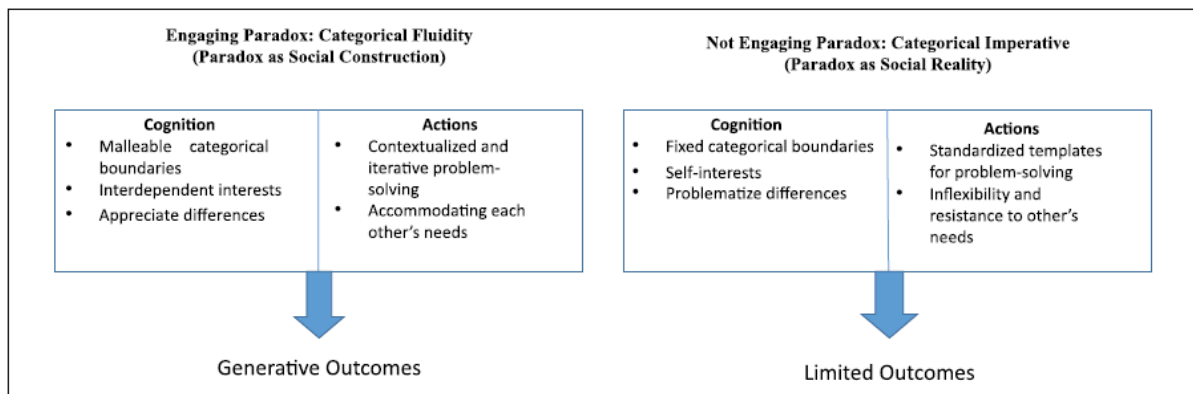 Engaging Paradox: Categorical Fluidity
(Paradox as Social Construction)
Cognition
• Malleable categorical
boundaries
• Interdependent interests
• Appreciate differences
Actions
• Contextualized and
iterative problem-
solving
• Accommodating each
other's needs
Generative Outcomes
Not Engaging Paradox: Categorical Imperative
(Paradox as Social Reality)
Cognition
• Fixed categorical boundaries
• Self-interests
• Problematize differences
Actions
• Standardized templates
for problem-solving
• Inflexibility and
resistance to other's
needs
Limited Outcomes